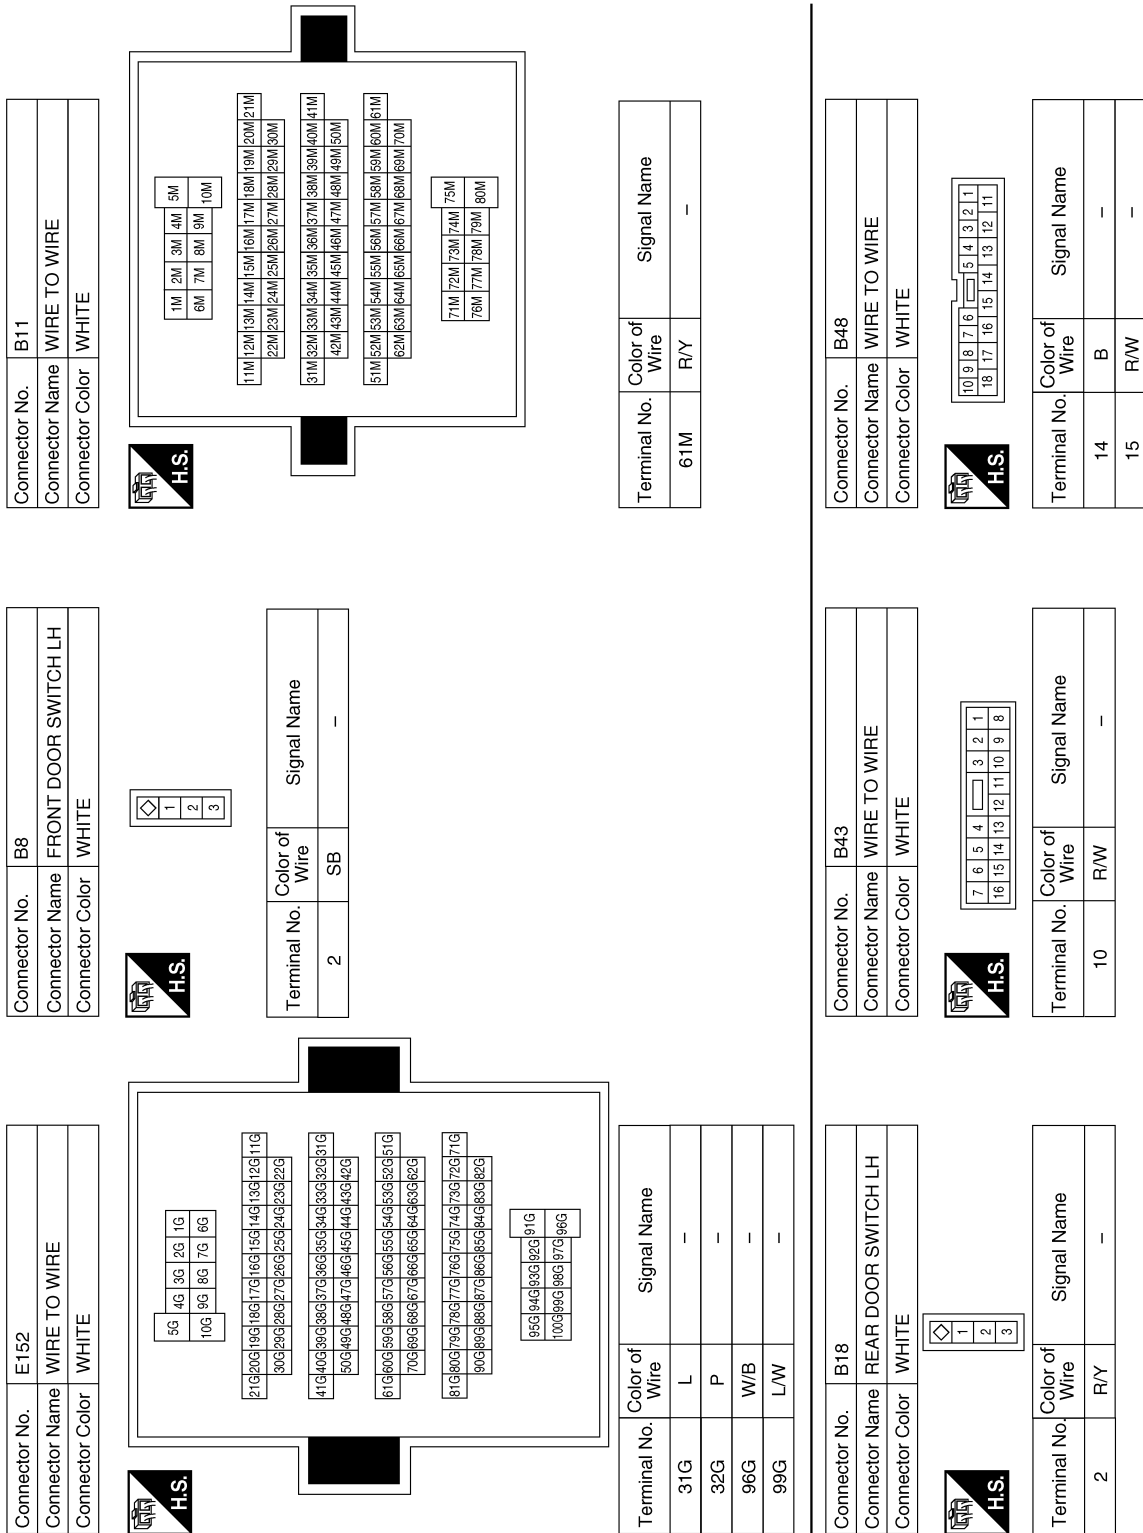 Connector No. E152
Connector Name WIRE TO WIRE
Connector Color WHITE
H.S.
5G 4G 3G 2G 1G
10G 9G 8G 7G 6G
21G 20G 19G 18G 17G 16G 15G 14G 13G 12G 11G
30G 29G 28G 27G 26G 25G 24G 23G 22G
41G 40G 39G 38G 37G 36G 35G 34G 33G 32G 31G
50G 49G 48G 47G 46G 45G 44G 43G 42G
61G 60G 59G 58G 57G 56G 55G 54G 53G 52G 51G
70G 69G 68G 67G 66G 65G 64G 63G 62G
81G 80G 79G 78G 77G 76G 75G 74G 73G 72G 71G
90G 89G 88G 87G 86G 85G 84G 83G 82G
95G 94G 93G 92G 91G
100G 99G 98G 97G 96G
Terminal No. Color of Wire Signal Name
31G L –
32G P –
96G W/B –
99G L/W –
Connector No. B8
Connector Name FRONT DOOR SWITCH LH
Connector Color WHITE
H.S.
1
2
3
Terminal No. Color of Wire Signal Name
2 SB –
Connector No. B11
Connector Name WIRE TO WIRE
Connector Color WHITE
H.S.
1M 2M 3M 4M 5M
6M 7M 8M 9M 10M
11M 12M 13M 14M 15M 16M 17M 18M 19M 20M 21M
22M 23M 24M 25M 26M 27M 28M 29M 30M
31M 32M 33M 34M 35M 36M 37M 38M 39M 40M 41M
42M 43M 44M 45M 46M 47M 48M 49M 50M
51M 52M 53M 54M 55M 56M 57M 58M 59M 60M 61M
62M 63M 64M 65M 66M 67M 68M 69M 70M
71M 72M 73M 74M 75M
76M 77M 78M 79M 80M
Terminal No. Color of Wire Signal Name
61M R/Y –
Connector No. B18
Connector Name REAR DOOR SWITCH LH
Connector Color WHITE
H.S.
1
2
3
Terminal No. Color of Wire Signal Name
2 R/Y –
Connector No. B43
Connector Name WIRE TO WIRE
Connector Color WHITE
H.S.
7 6 5 4 3 2 1
16 15 14 13 12 11 10 9 8
Terminal No. Color of Wire Signal Name
10 R/W –
Connector No. B48
Connector Name WIRE TO WIRE
Connector Color WHITE
H.S.
10 9 8 7 6 5 4 3 2 1
18 17 16 15 14 13 12 11
Terminal No. Color of Wire Signal Name
14 B –
15 R/W –